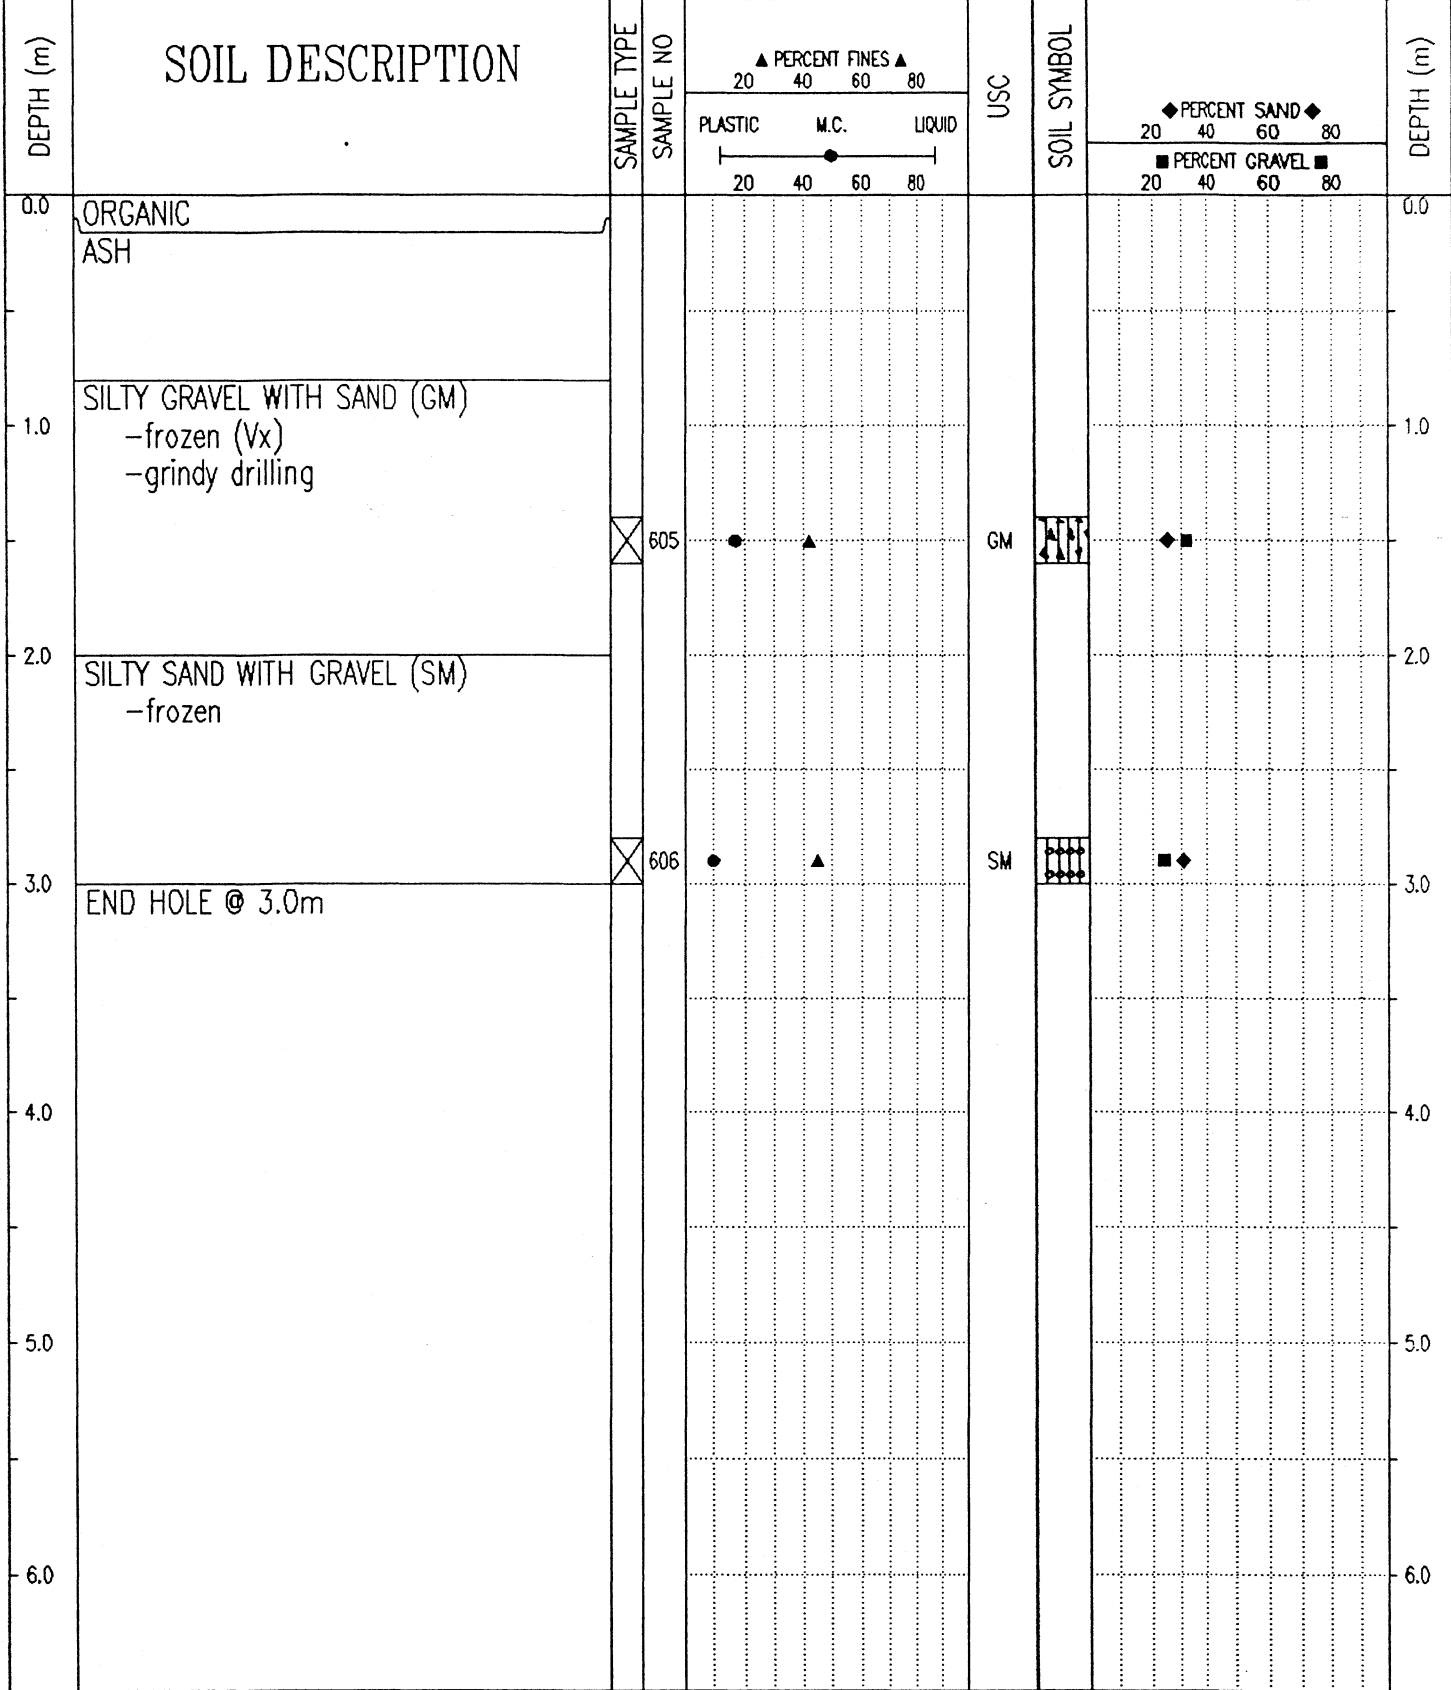 DEPTH (m)
SOIL DESCRIPTION
SAMPLE TYPE
SAMPLE NO
▲ PERCENT FINES ▲
20 40 60 80
PLASTIC M.C. LIQUID
20 40 60 80
USC
SOIL SYMBOL
◆ PERCENT SAND ◆
20 40 60 80
■ PERCENT GRAVEL ■
20 40 60 80
DEPTH (m)
0.0 ORGANIC 0.0
ASH
SILTY GRAVEL WITH SAND (GM)
1.0 -frozen (Vx) 1.0
-grindy drilling
605 GM
2.0 2.0
SILTY SAND WITH GRAVEL (SM)
-frozen
606 SM
3.0 3.0
END HOLE @ 3.0m
4.0 4.0
5.0 5.0
6.0 6.0